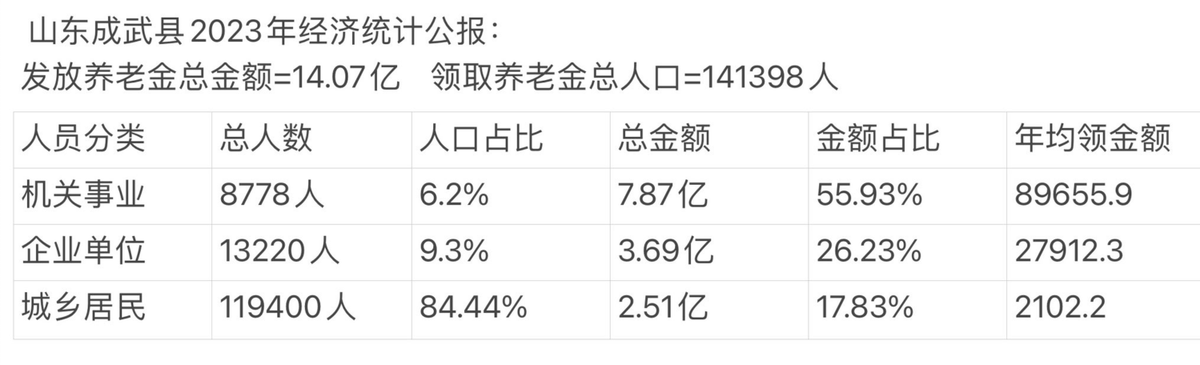 山东成武县2023年经济统计公报：
发放养老金总金额=14.07亿 领取养老金总人口=141398人
人员分类 总人数 人口占比 总金额 金额占比 年均领金额
机关事业 8778人 6.2% 7.87亿 55.93% 89655.9
企业单位 13220人 9.3% 3.69亿 26.23% 27912.3
城乡居民 119400人 84.44% 2.51亿 17.83% 2102.2